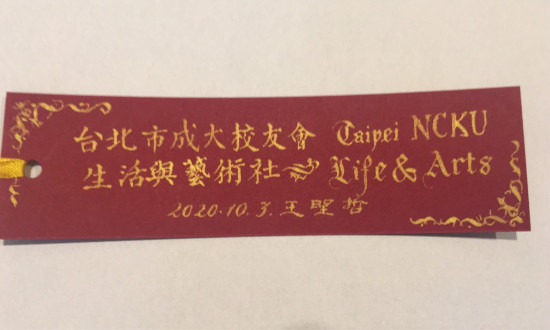 台北市成大校友會 Taipei NCKU
生活與藝術社 Life & Arts
2020.10.3.王聖哲